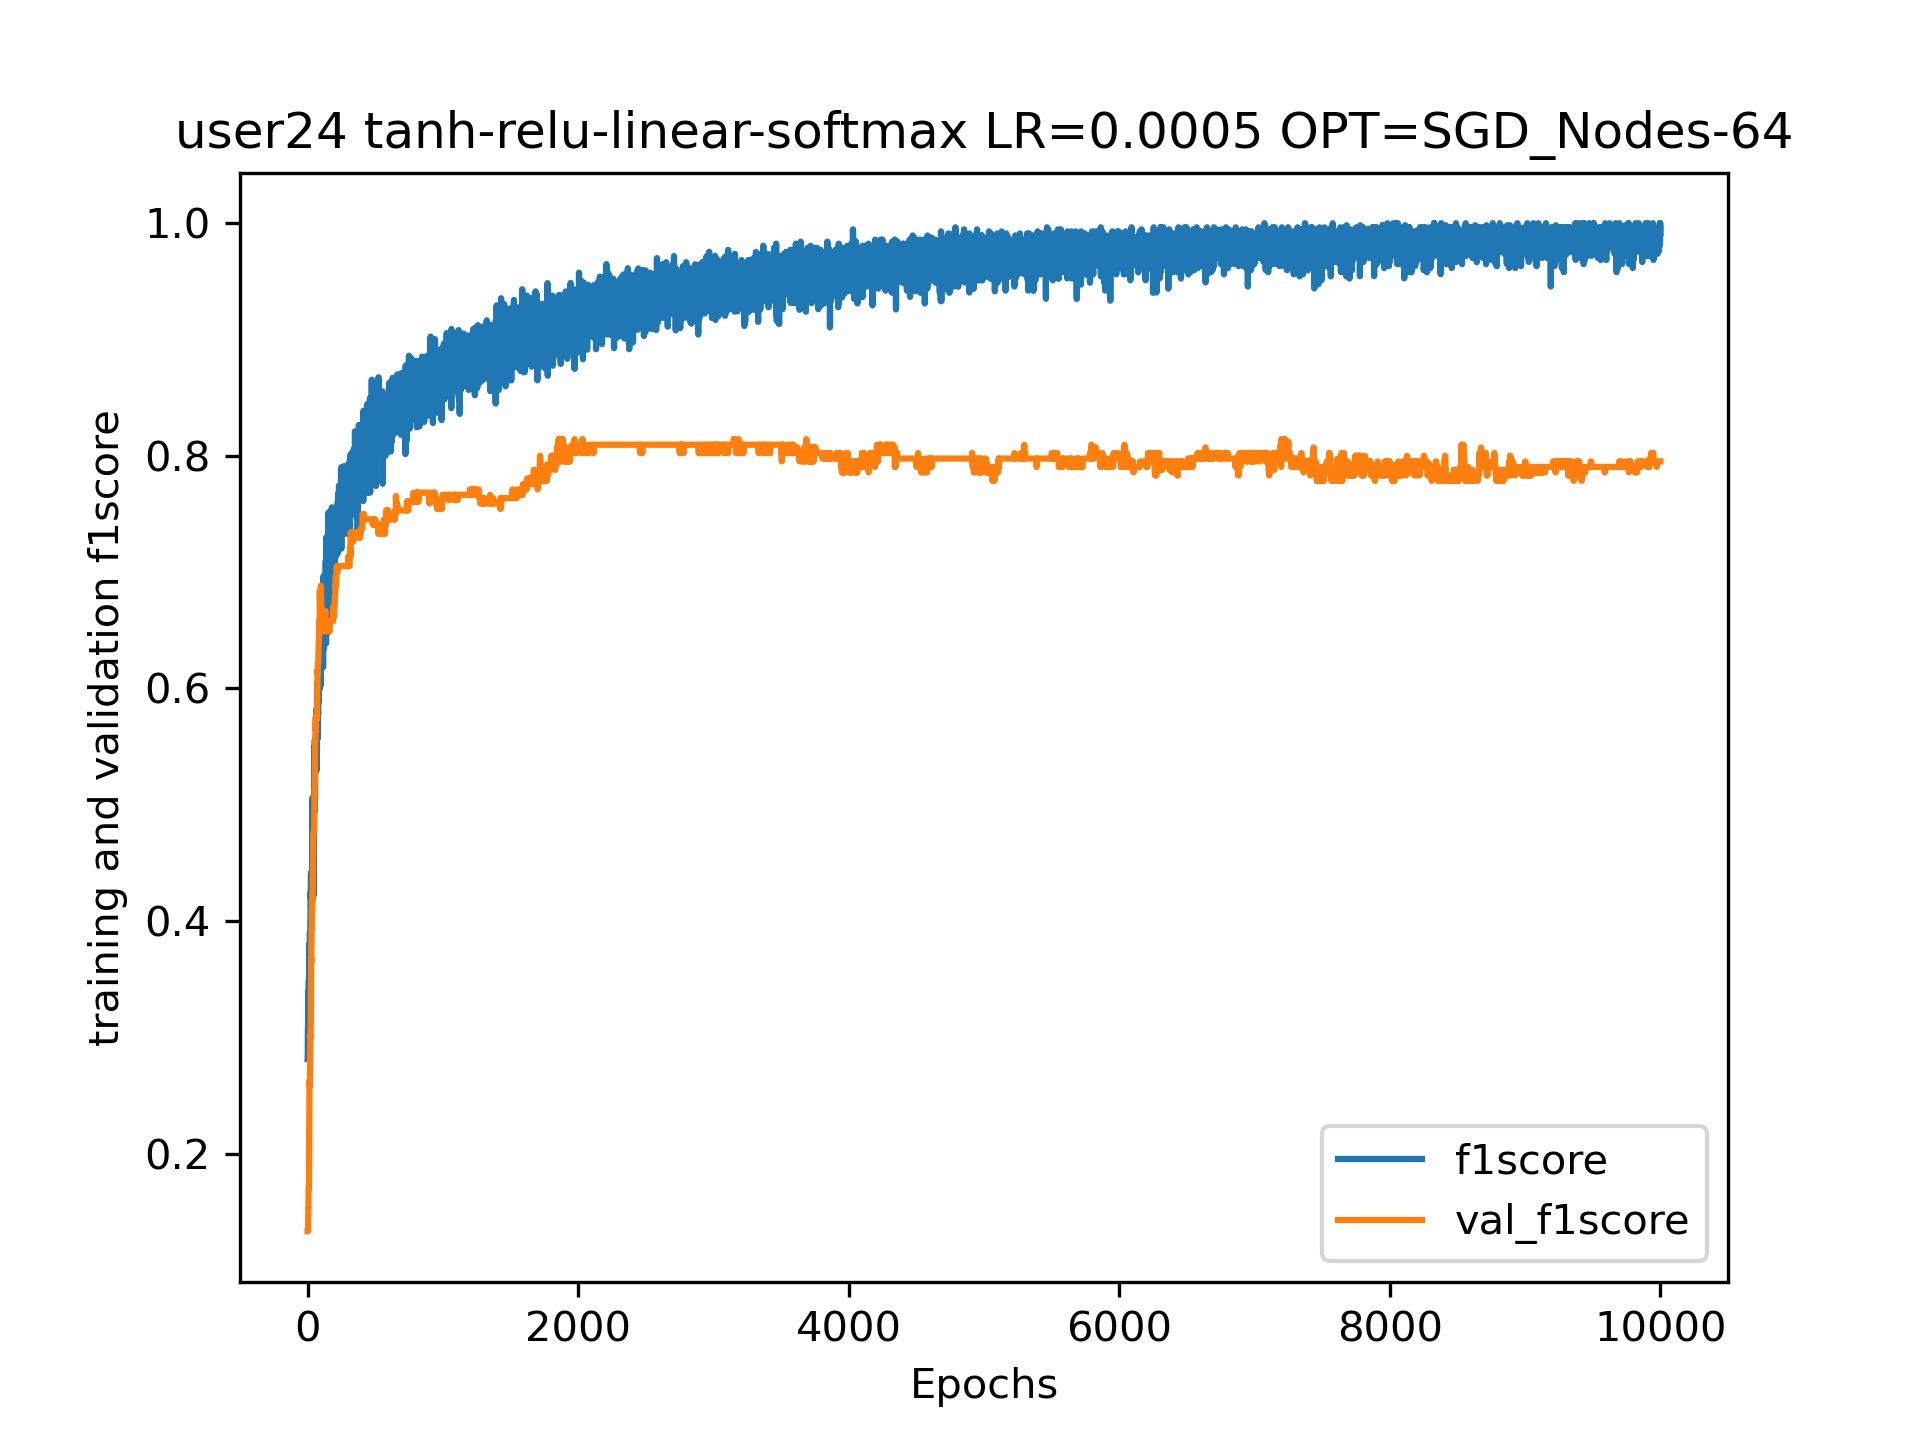 user24 tanh-relu-linear-softmax LR=0.0005 OPT=SGD_Nodes-64
training and validation f1score
1.0
0.8
0.6
0.4
0.2
0
2000
4000
6000
8000
10000
Epochs
f1score
val_f1score